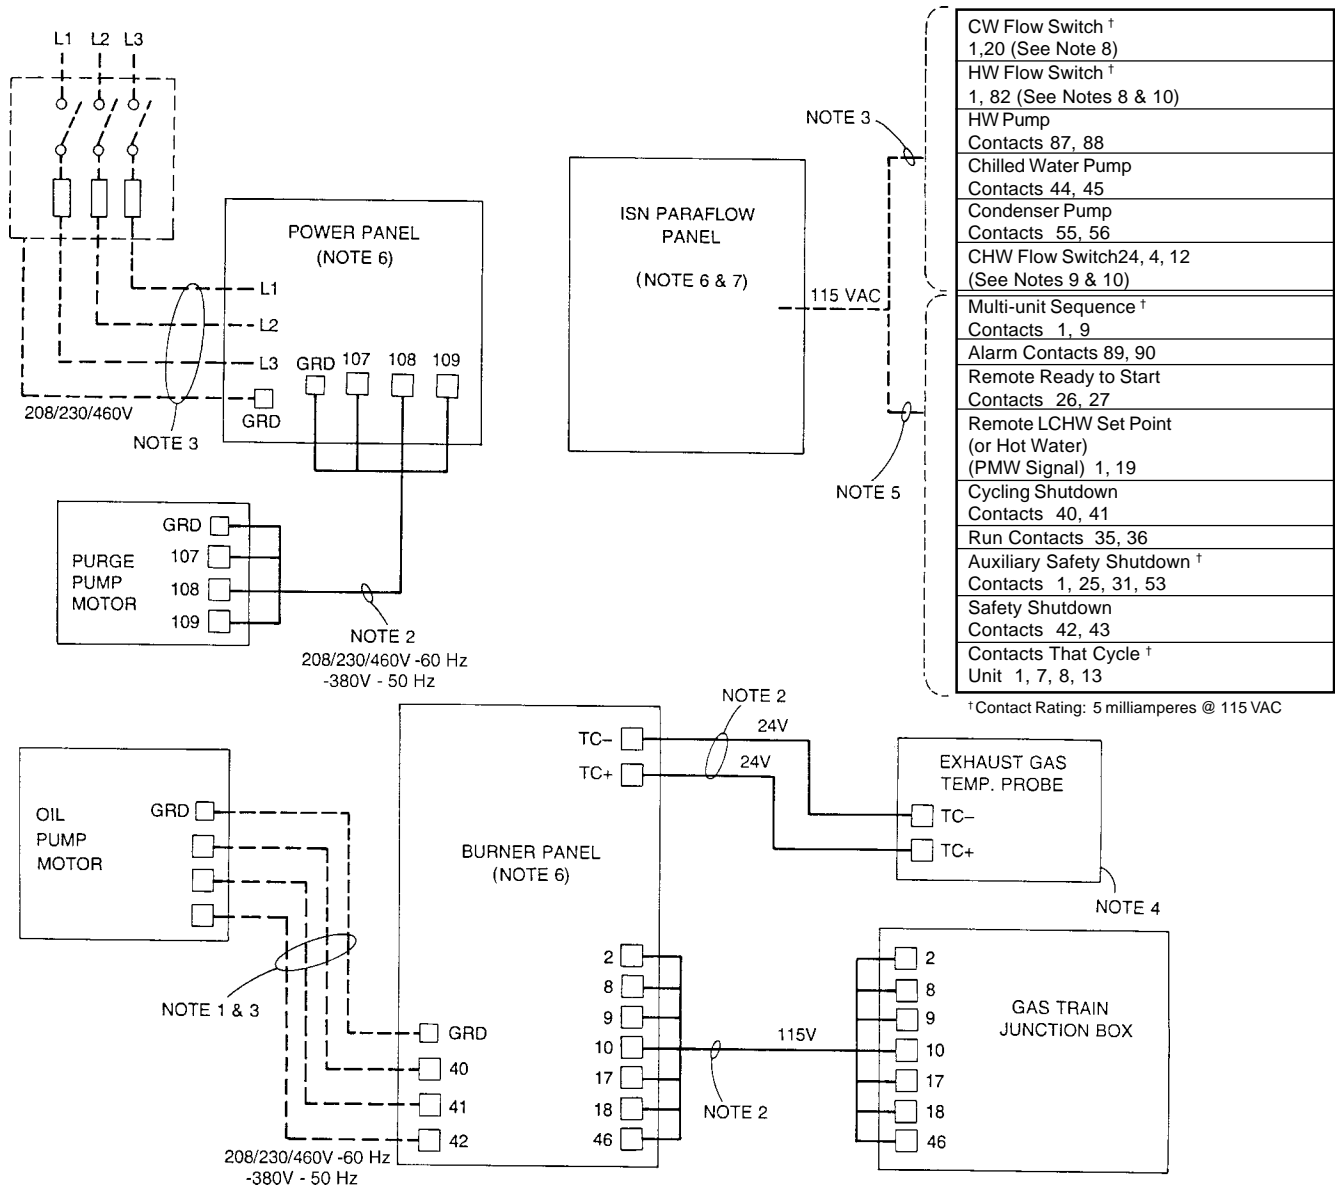 L1 L2 L3
POWER PANEL
(NOTE 6)
L1
L2
L3
GRD 107 108 109
GRD
208/230/460V
NOTE 3
ISN PARAFLOW
PANEL
(NOTE 6 & 7)
115 VAC
NOTE 3
NOTE 5
CW Flow Switch †
1,20 (See Note 8)
HW Flow Switch †
1, 82 (See Notes 8 & 10)
HW Pump
Contacts 87, 88
Chilled Water Pump
Contacts 44, 45
Condenser Pump
Contacts 55, 56
CHW Flow Switch24, 4, 12
(See Notes 9 & 10)
Multi-unit Sequence †
Contacts 1, 9
Alarm Contacts 89, 90
Remote Ready to Start
Contacts 26, 27
Remote LCHW Set Point
(or Hot Water)
(PMW Signal) 1, 19
Cycling Shutdown
Contacts 40, 41
Run Contacts 35, 36
Auxiliary Safety Shutdown †
Contacts 1, 25, 31, 53
Safety Shutdown
Contacts 42, 43
Contacts That Cycle †
Unit 1, 7, 8, 13
†Contact Rating: 5 milliamperes @ 115 VAC
PURGE
PUMP
MOTOR
GRD
107
108
109
NOTE 2
208/230/460V -60 Hz
-380V - 50 Hz
OIL
PUMP
MOTOR
GRD
NOTE 1 & 3
208/230/460V -60 Hz
-380V - 50 Hz
BURNER PANEL
(NOTE 6)
TC–
TC+
GRD
40
41
42
2
8
9
10
17
18
46
NOTE 2
24V
24V
EXHAUST GAS
TEMP. PROBE
TC–
TC+
NOTE 4
115V
NOTE 2
2
8
9
10
17
18
46
GAS TRAIN
JUNCTION BOX